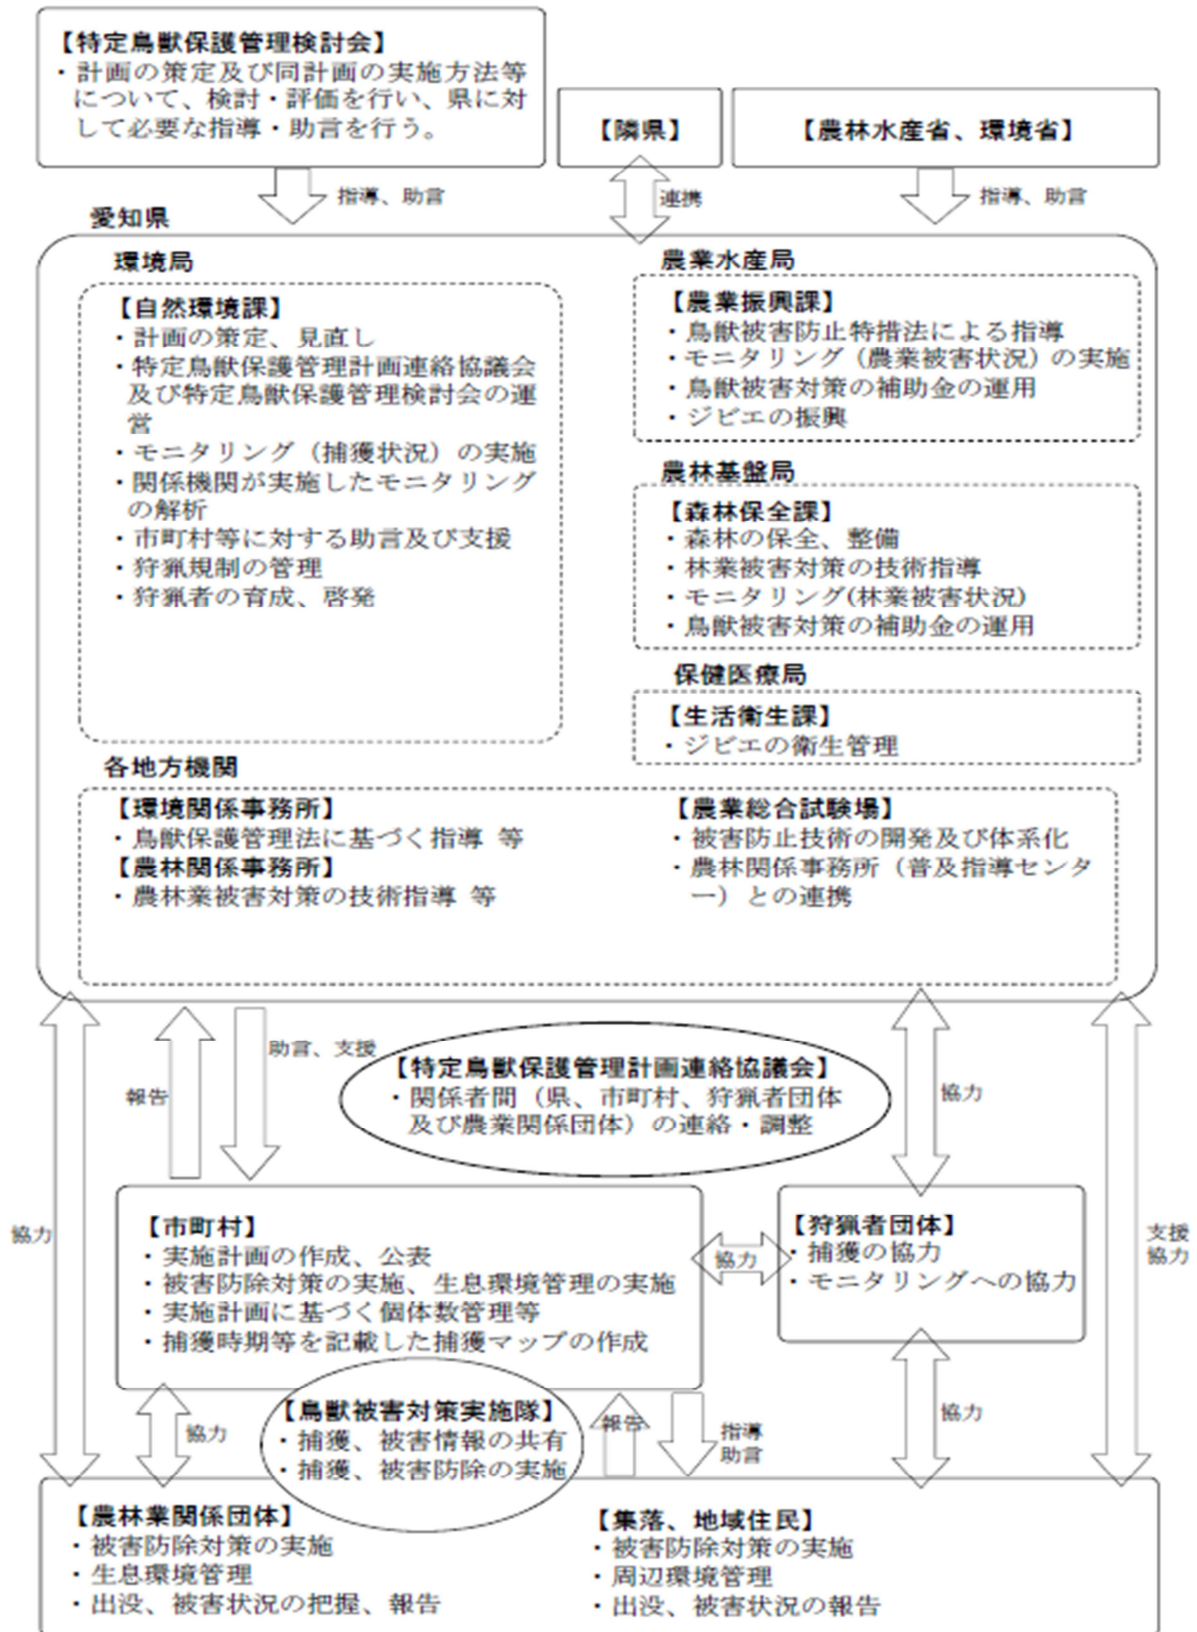 【特定鳥獣保護管理検討会】
・計画の策定及び同計画の実施方法等
について、検討・評価を行い、県に対
して必要な指導・助言を行う。
【隣県】
【農林水産省、環境省】
指導、助言
連携
指導、助言
愛知県
環境局
【自然環境課】
・計画の策定、見直し
・特定鳥獣保護管理計画連絡協議会
及び特定鳥獣保護管理検討会の運
営
・モニタリング（捕獲状況）の実施
・関係機関が実施したモニタリング
の解析
・市町村等に対する助言及び支援
・狩猟規制の管理
・狩猟者の育成、啓発
農業水産局
【農業振興課】
・鳥獣被害防止特措法による指導
・モニタリング（農業被害状況）の実施
・鳥獣被害対策の補助金の運用
・ジビエの振興
農林基盤局
【森林保全課】
・森林の保全、整備
・林業被害対策の技術指導
・モニタリング(林業被害状況)
・鳥獣被害対策の補助金の運用
保健医療局
【生活衛生課】
・ジビエの衛生管理
各地方機関
【環境関係事務所】
・鳥獣保護管理法に基づく指導 等
【農林関係事務所】
・農林業被害対策の技術指導 等
【農業総合試験場】
・被害防止技術の開発及び体系化
・農林関係事務所（普及指導センタ
ー）との連携
報告
助言、支援
【特定鳥獣保護管理計画連絡協議会】
・関係者間（県、市町村、狩猟者団体
及び農業関係団体）の連絡・調整
協力
協力
支援
協力
【市町村】
・実施計画の作成、公表
・被害防除対策の実施、生息環境管理の実施
・実施計画に基づく個体数管理等
・捕獲時期等を記載した捕獲マップの作成
協力
【狩猟者団体】
・捕獲の協力
・モニタリングへの協力
協力
【鳥獣被害対策実施隊】
・捕獲、被害情報の共有
・捕獲、被害防除の実施
報告
指導
助言
協力
【農林業関係団体】
・被害防除対策の実施
・生息環境管理
・出没、被害状況の把握、報告
【集落、地域住民】
・被害防除対策の実施
・周辺環境管理
・出没、被害状況の報告